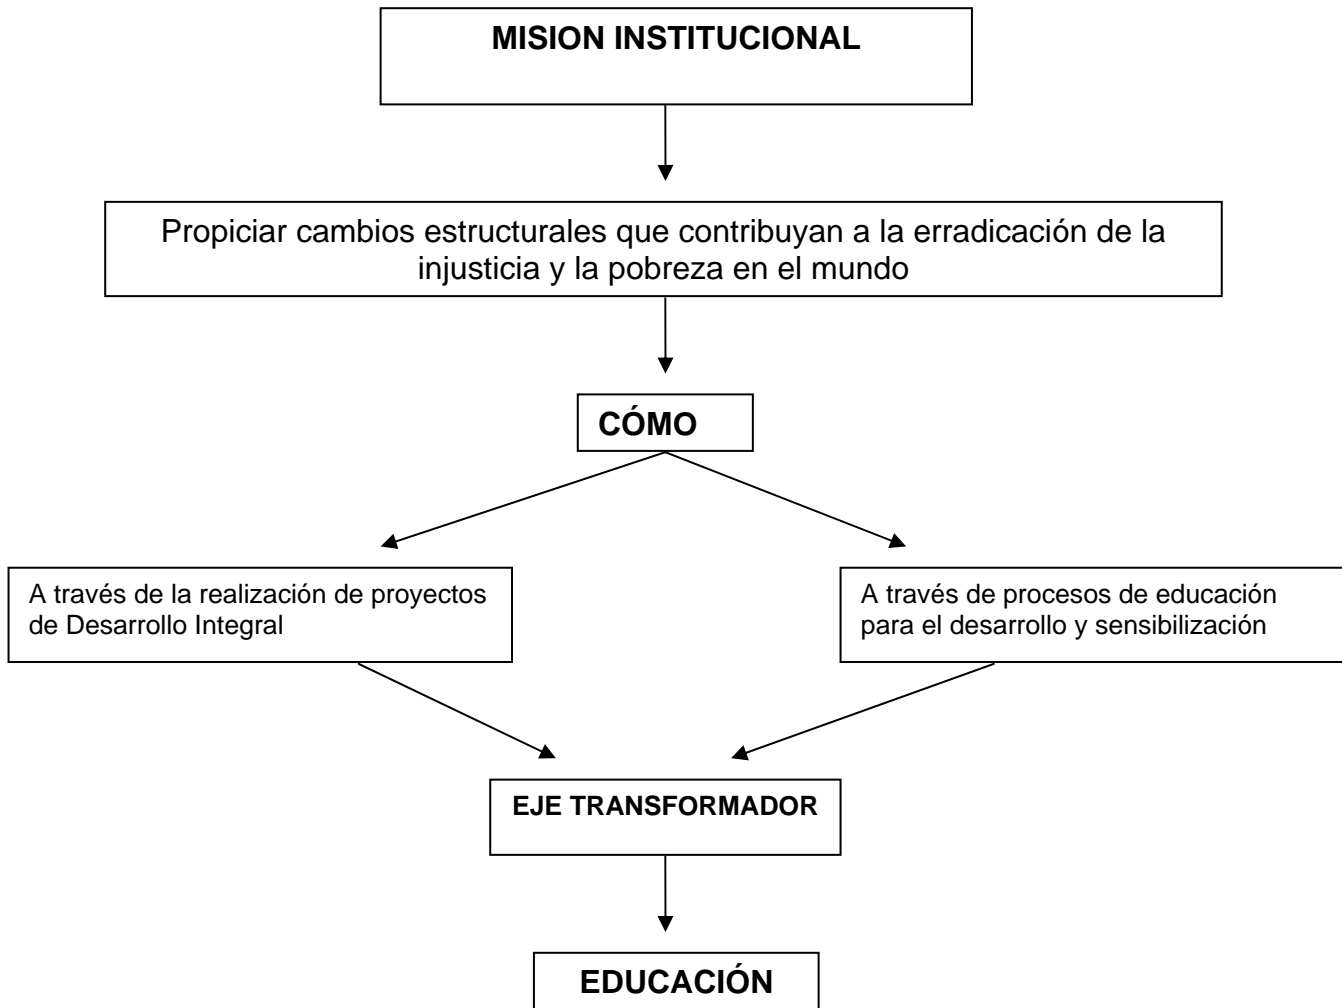 MISION INSTITUCIONAL
Propiciar cambios estructurales que contribuyan a la erradicación de la
injusticia y la pobreza en el mundo
CÓMO
A través de la realización de proyectos
de Desarrollo Integral
A través de procesos de educación
para el desarrollo y sensibilización
EJE TRANSFORMADOR
EDUCACIÓN